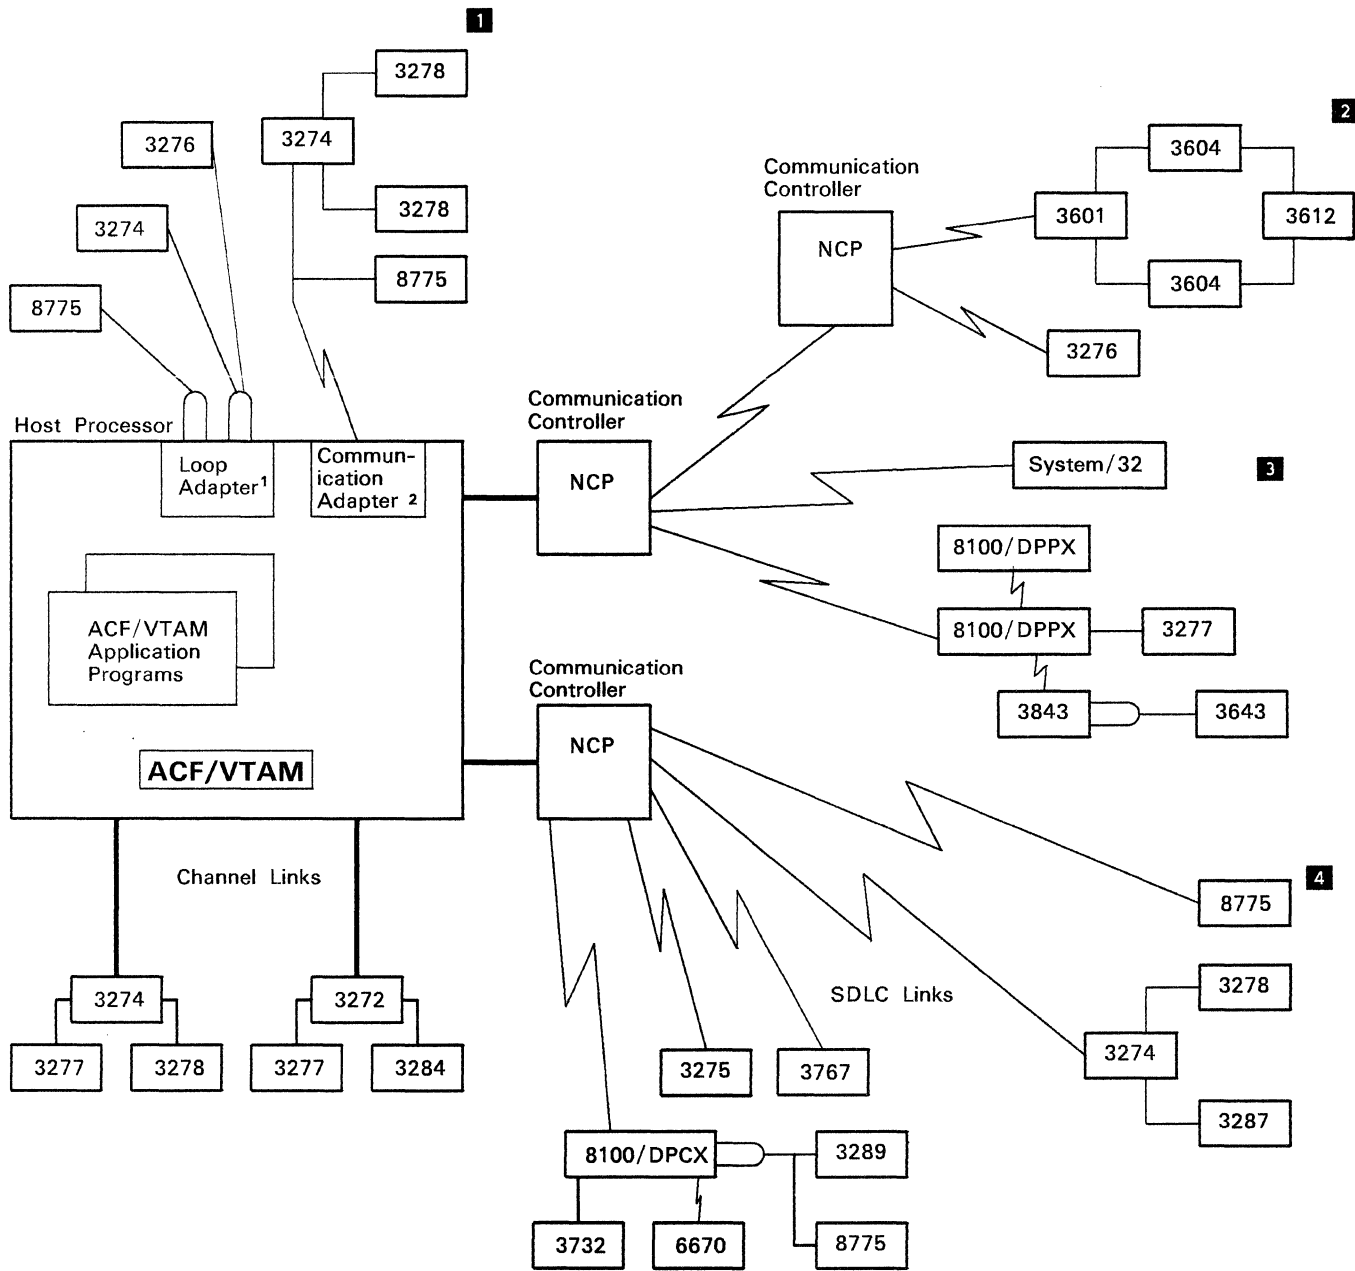 1
3278
3276
3274
3278
3274
8775
8775
2
Communication
Controller
NCP
3604
3601
3612
3604
3276
Host Processor
Loop
Adapter1
Commun-
ication
Adapter 2
Communication
Controller
NCP
System/32
3
8100/DPPX
8100/DPPX
3277
3843
3643
ACF/VTAM
Application
Programs
ACF/VTAM
Communication
Controller
NCP
Channel Links
4
8775
3274
3272
3277
3278
3277
3284
SDLC Links
3278
3274
3287
3275
3767
8100/DPCX
3289
3732
6670
8775